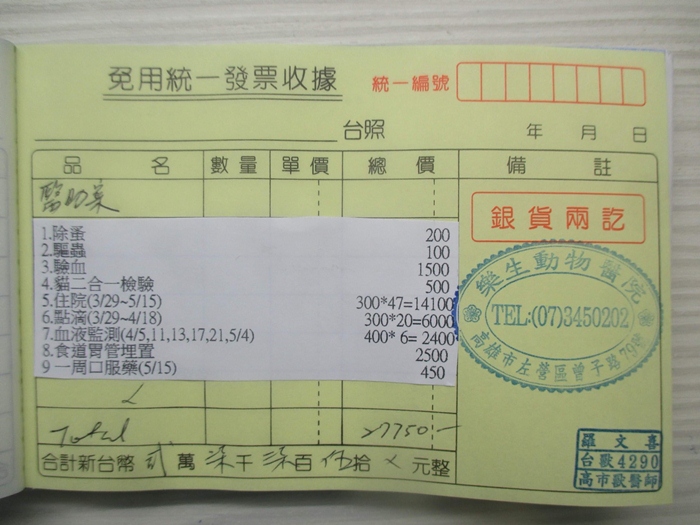 免用統一發票收據 統一編號
台照 年 月 日
品 名 數量 單價 總 價 備 註
醫助案
銀貨兩訖
1.除蚤 200
2.驅蟲 100
3.驗血 1500
4.貓二合一檢驗 500
5.住院(3/29~5/15) 300*47=14100
6.點滴(3/29~4/18) 300*20=6000
7.血液監測(4/5,11,13,17,21,5/4) 400* 6= 2400
8.食道胃管埋置 2500
9 一周口服藥(5/15) 450
樂生動物醫院
TEL:(07)3450202
高雄市左營區曾子路79號
Total 27750.-
合計新台幣 貳 萬 柒 千 柒 百 伍 拾 × 元整
羅文喜
台獸4290
高市獸醫師